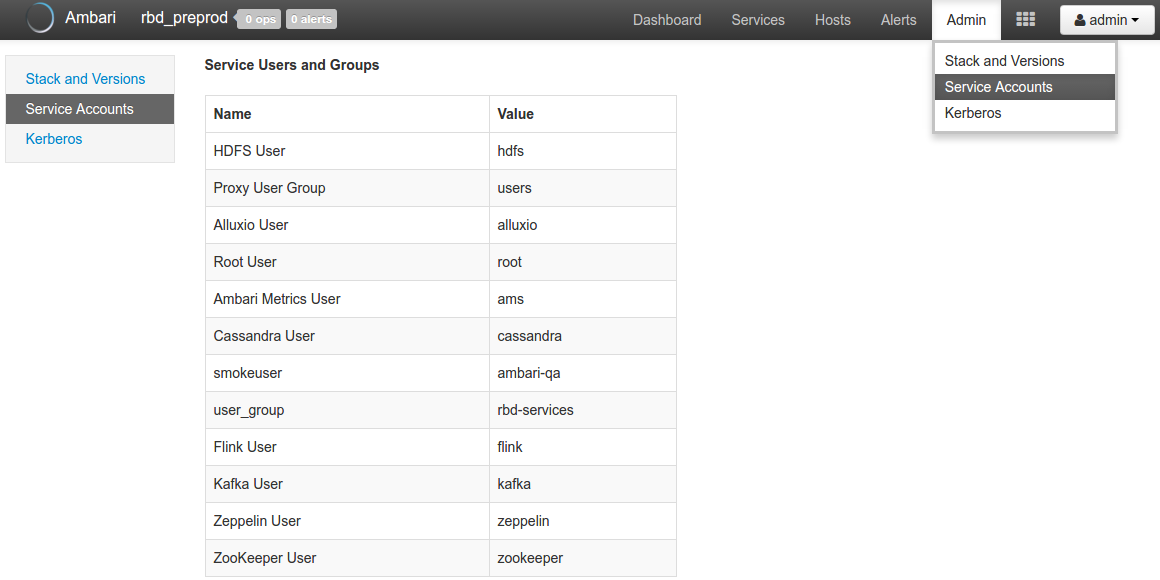 Ambari rbd_preprod 0 ops 0 alerts Dashboard Services Hosts Alerts Admin admin
Stack and Versions
Service Accounts
Kerberos
Stack and Versions
Service Accounts
Kerberos
Service Users and Groups
Name Value
HDFS User hdfs
Proxy User Group users
Alluxio User alluxio
Root User root
Ambari Metrics User ams
Cassandra User cassandra
smokeuser ambari-qa
user_group rbd-services
Flink User flink
Kafka User kafka
Zeppelin User zeppelin
ZooKeeper User zookeeper